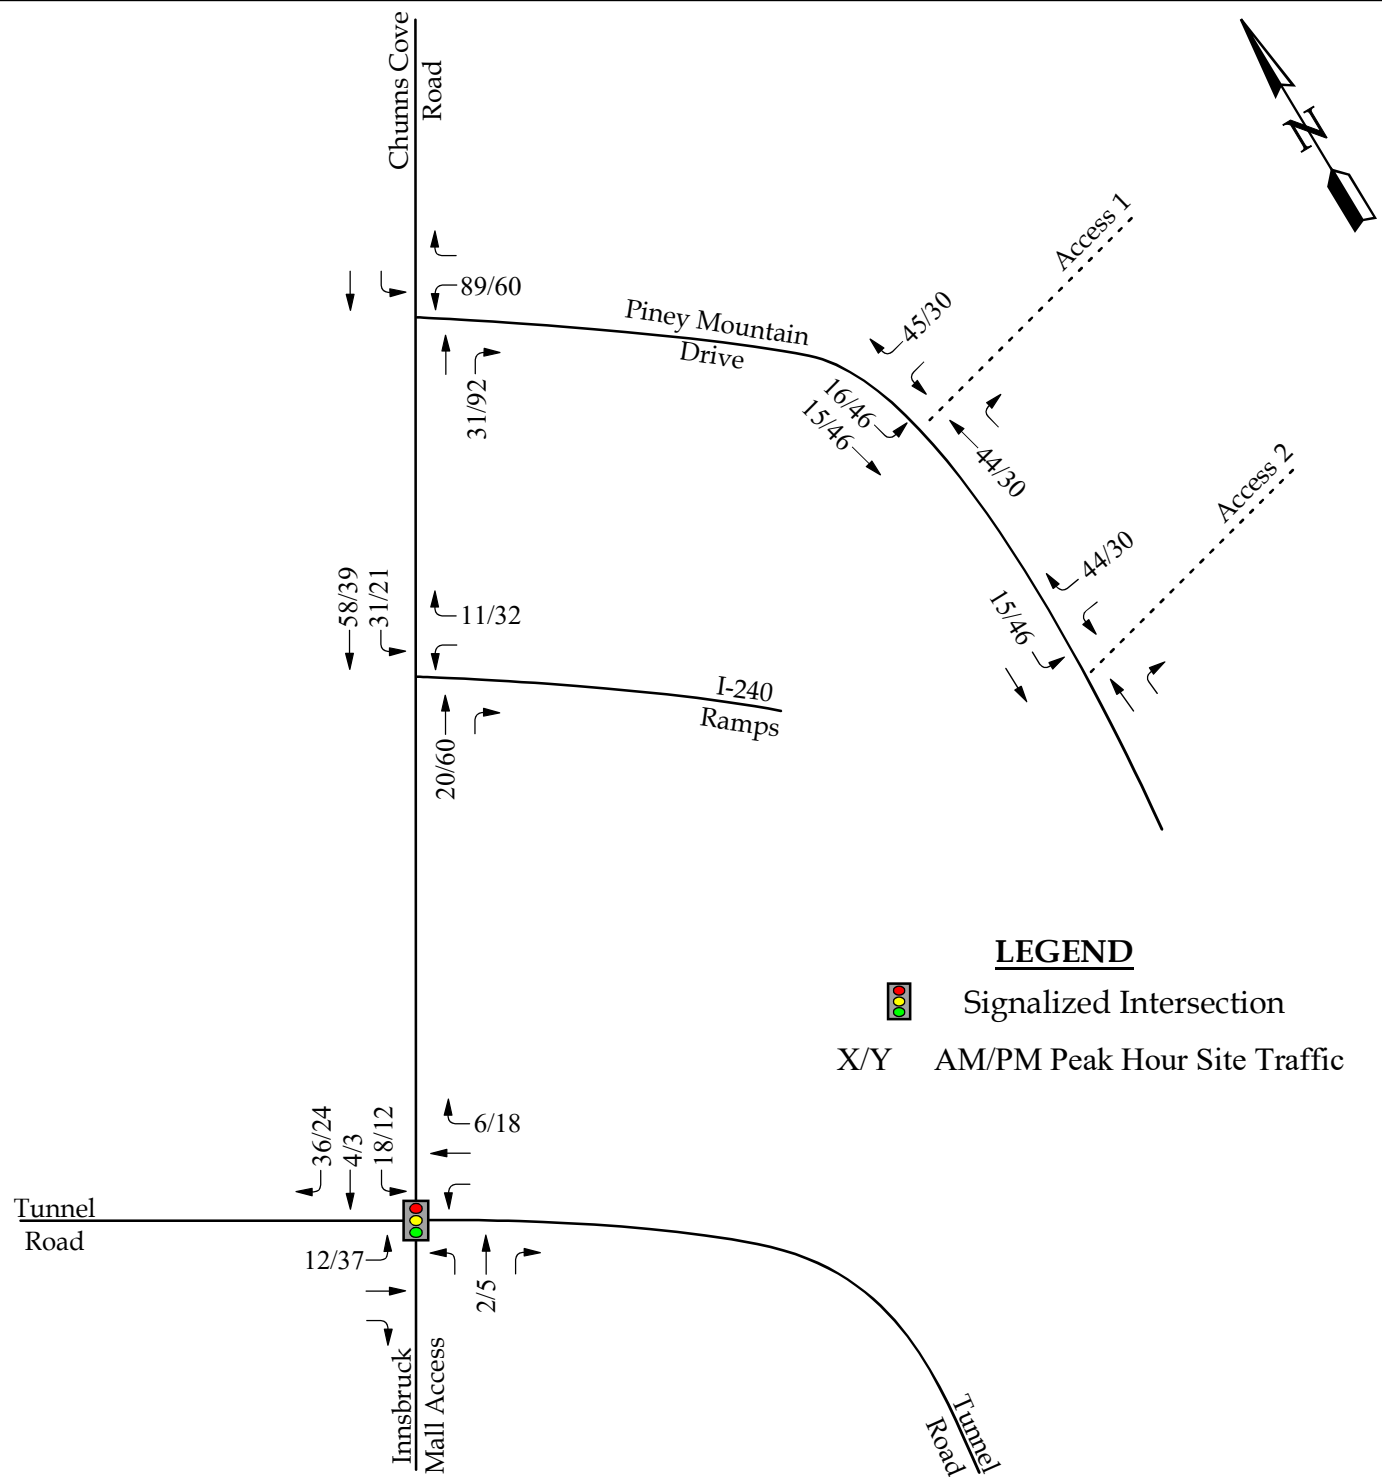 Chunns Cove
Road
N
Access 1
89/60
Piney Mountain
Drive
45/30
31/92
16/46
15/46
44/30
Access 2
44/30
15/46
58/39
31/21
11/32
I-240
Ramps
20/60
LEGEND
Signalized Intersection
X/Y AM/PM Peak Hour Site Traffic
36/24
4/3
18/12
6/18
Tunnel
Road
12/37
2/5
Innsbruck
Mall Access
Tunnel
Road